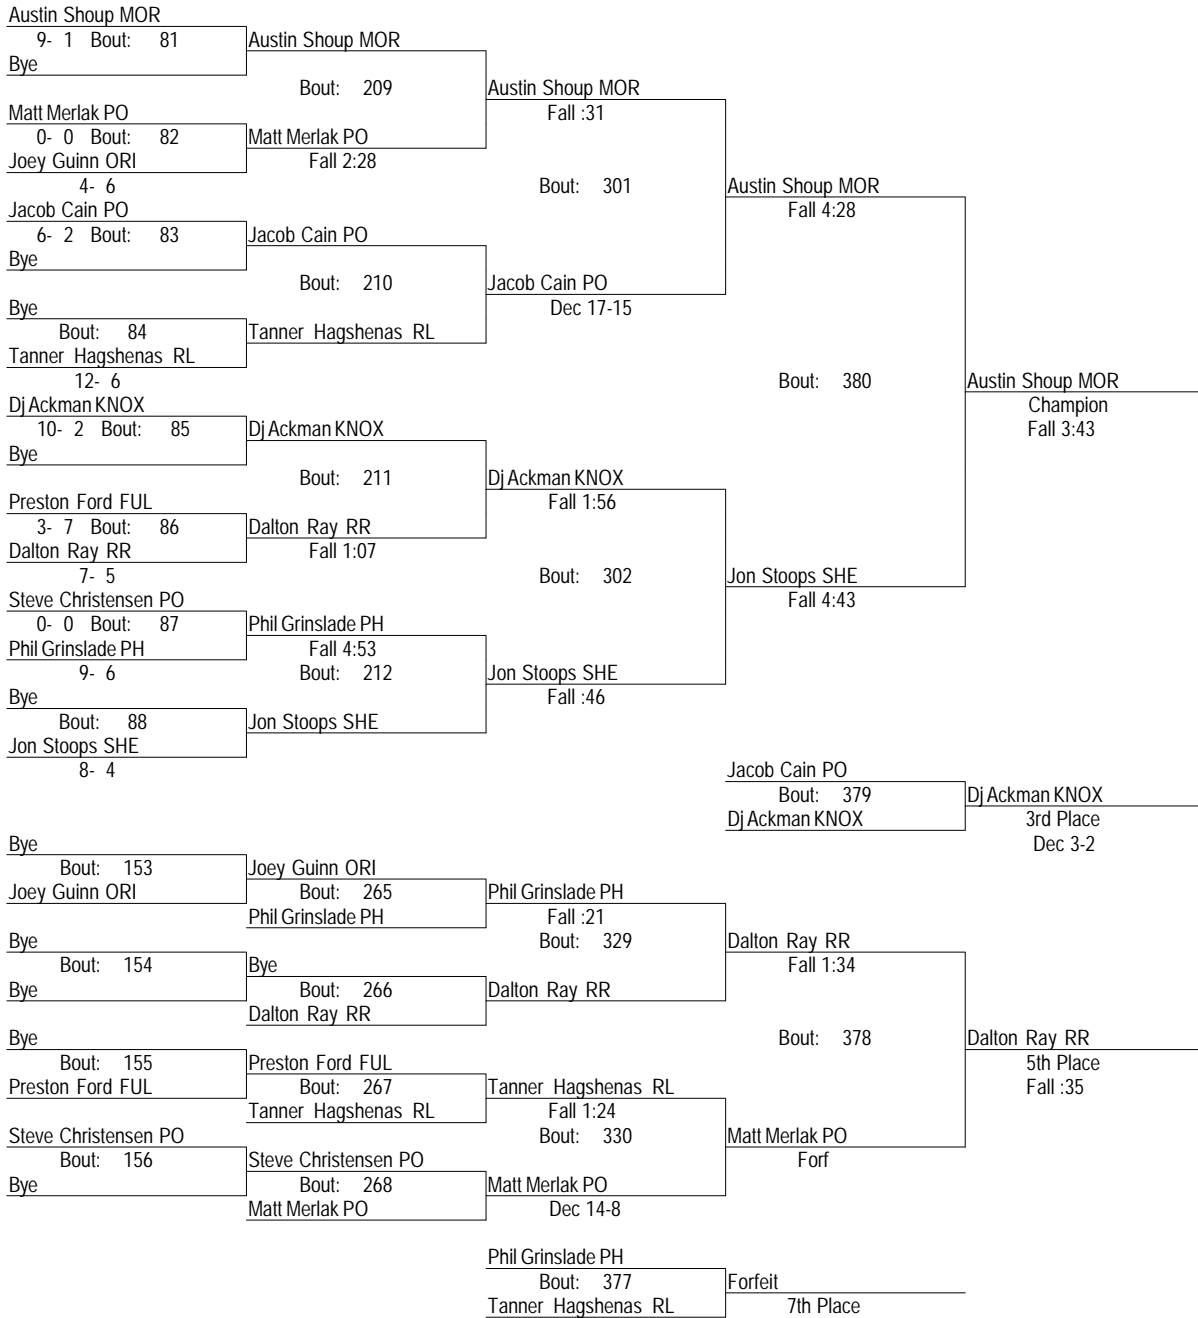 Austin Shoup MOR
9- 1 Bout: 81 Austin Shoup MOR
Bye
Bout: 209 Austin Shoup MOR
Matt Merlak PO Fall :31
0- 0 Bout: 82 Matt Merlak PO
Joey Guinn ORI Fall 2:28
4- 6 Bout: 301 Austin Shoup MOR
Jacob Cain PO Fall 4:28
6- 2 Bout: 83 Jacob Cain PO
Bye
Bout: 210 Jacob Cain PO
Bye Dec 17-15
Bout: 84 Tanner Hagshenas RL
Tanner Hagshenas RL
12- 6 Bout: 380 Austin Shoup MOR
Dj Ackman KNOX Champion
10- 2 Bout: 85 Dj Ackman KNOX Fall 3:43
Bye
Bout: 211 Dj Ackman KNOX
Preston Ford FUL Fall 1:56
3- 7 Bout: 86 Dalton Ray RR
Dalton Ray RR Fall 1:07
7- 5 Bout: 302 Jon Stoops SHE
Steve Christensen PO Fall 4:43
0- 0 Bout: 87 Phil Grinslade PH
Phil Grinslade PH Fall 4:53
9- 6 Bout: 212 Jon Stoops SHE
Bye Fall :46
Bout: 88 Jon Stoops SHE
Jon Stoops SHE
8- 4 Jacob Cain PO
Bout: 379 Dj Ackman KNOX
Dj Ackman KNOX 3rd Place
Bye Dec 3-2
Bout: 153 Joey Guinn ORI
Joey Guinn ORI Bout: 265 Phil Grinslade PH
Phil Grinslade PH Fall :21
Bye Bout: 329 Dalton Ray RR
Bout: 154 Bye Fall 1:34
Bye Bout: 266 Dalton Ray RR
Dalton Ray RR
Bye Bout: 378 Dalton Ray RR
Bout: 155 Preston Ford FUL 5th Place
Preston Ford FUL Bout: 267 Tanner Hagshenas RL Fall :35
Tanner Hagshenas RL Fall 1:24
Steve Christensen PO Bout: 330 Matt Merlak PO
Bout: 156 Steve Christensen PO Forf
Bye Bout: 268 Matt Merlak PO
Matt Merlak PO Dec 14-8
Phil Grinslade PH
Bout: 377 Forfeit
Tanner Hagshenas RL 7th Place